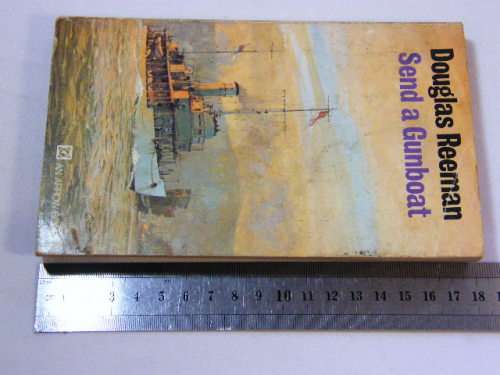 Douglas Reeman
Send a Gunboat
3 4 5 6 7 8 9 10 11 12 13 14 15 16 17 18